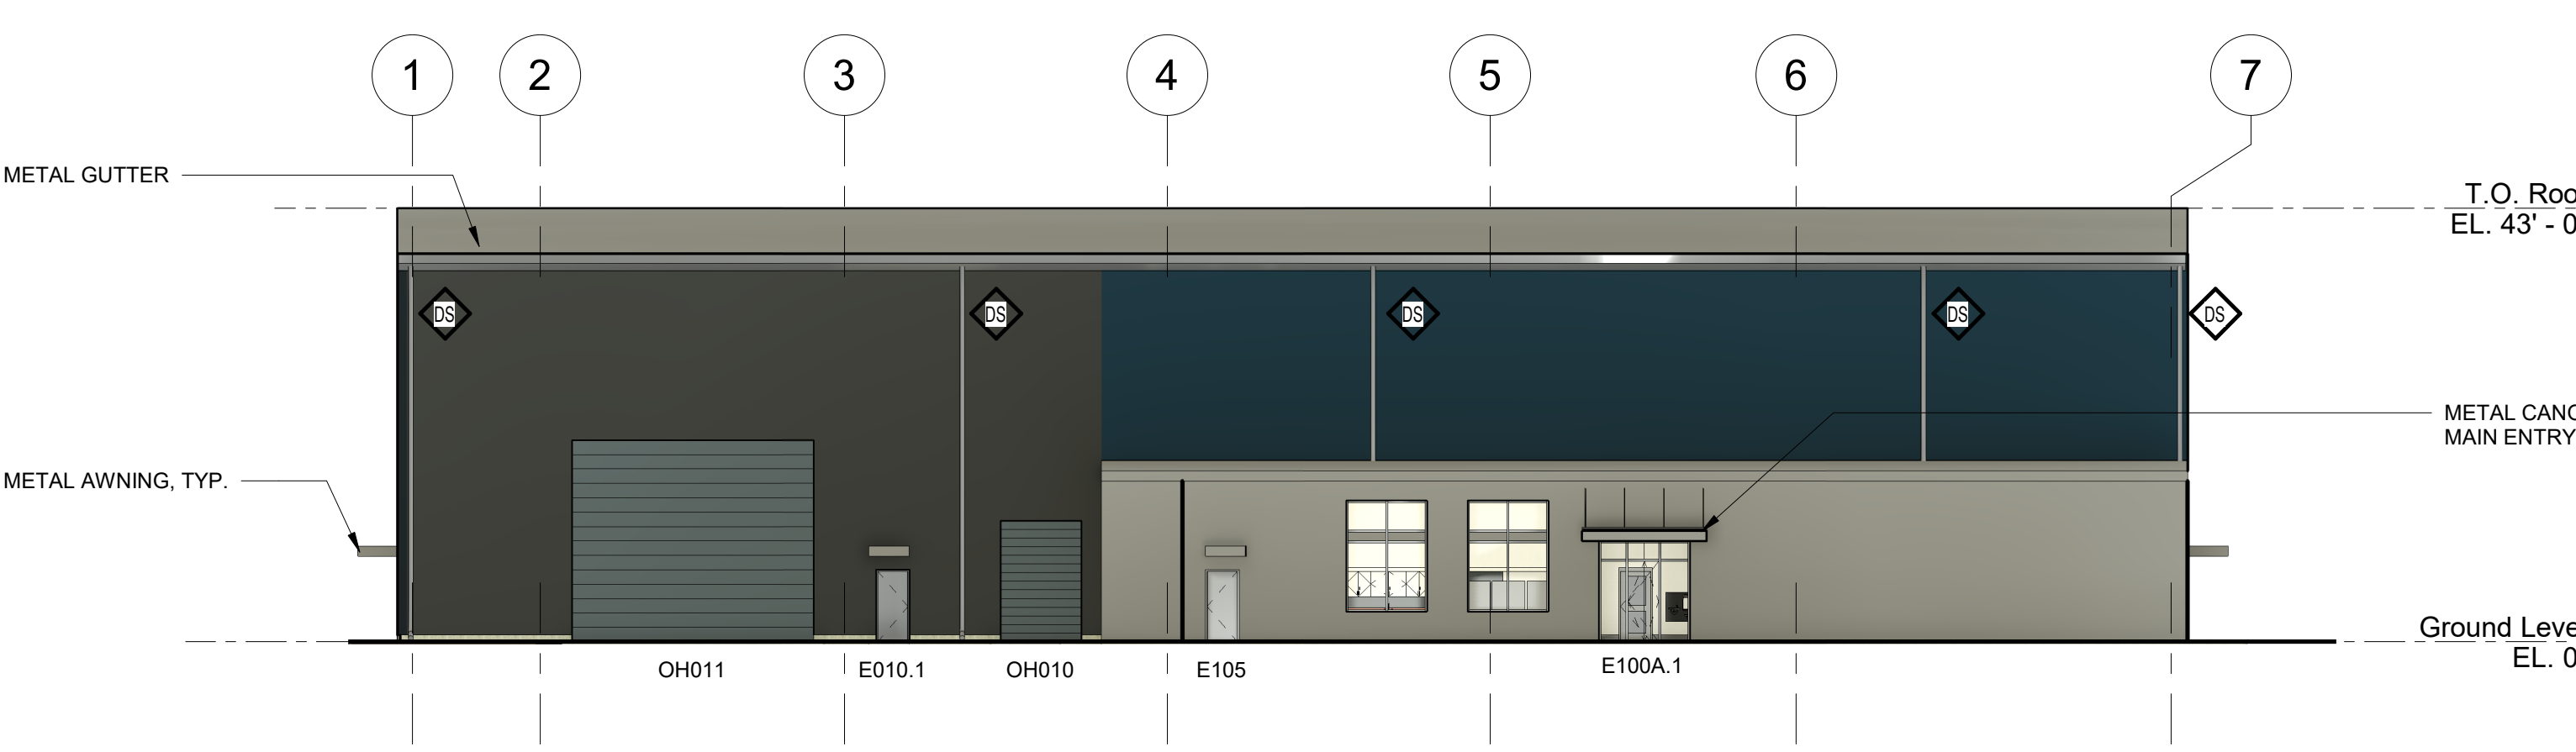 1 2 3 4 5 6 7
METAL GUTTER
T.O. Roo
EL. 43' - 0
DS DS DS DS DS
METAL CANO
MAIN ENTRY
METAL AWNING, TYP.
Ground Leve
EL. 0
OH011 E010.1 OH010 E105 E100A.1